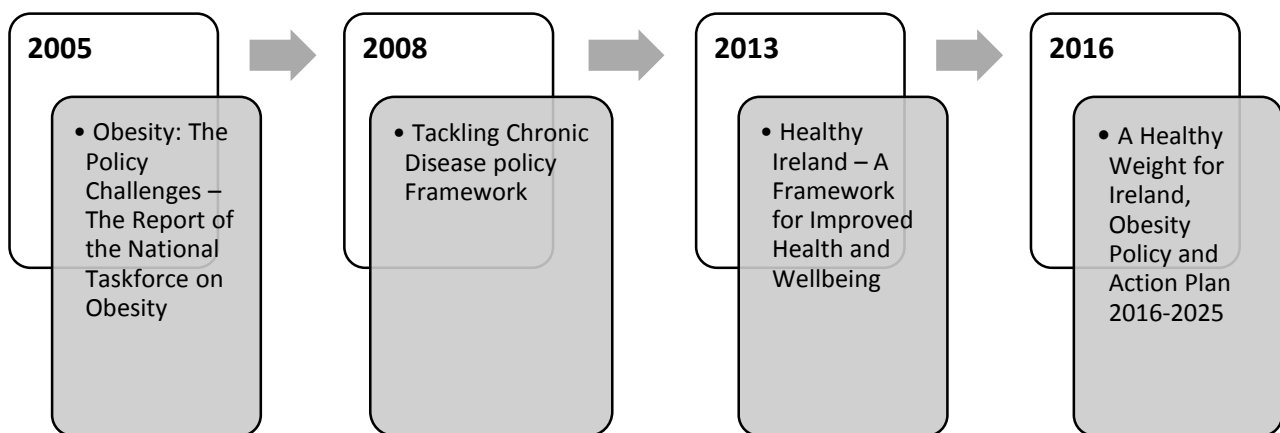 2005
• Obesity: The
Policy
Challenges –
The Report of
the National
Taskforce on
Obesity
2008
• Tackling Chronic
Disease policy
Framework
2013
• Healthy
Ireland – A
Framework
for Improved
Health and
Wellbeing
2016
• A Healthy
Weight for
Ireland,
Obesity
Policy and
Action Plan
2016-2025